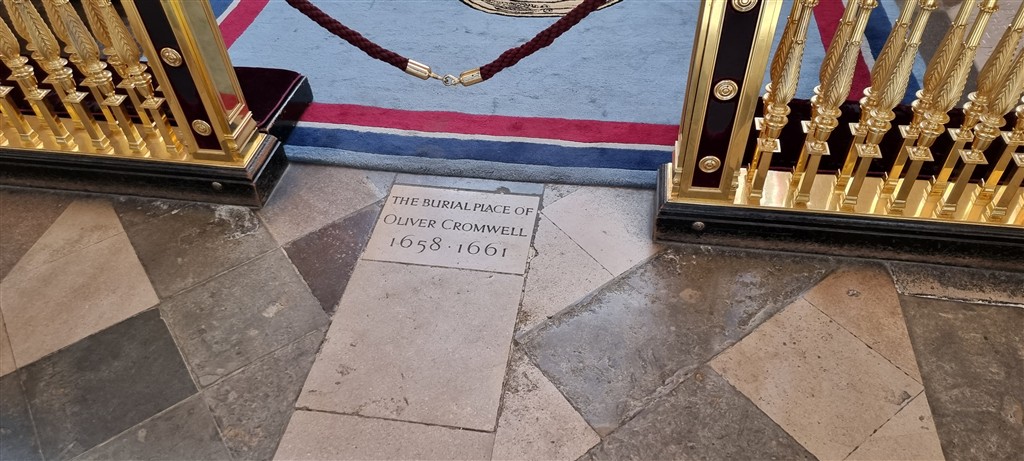 THE BURIAL PLACE OF
OLIVER CROMWELL
1658 · 1661